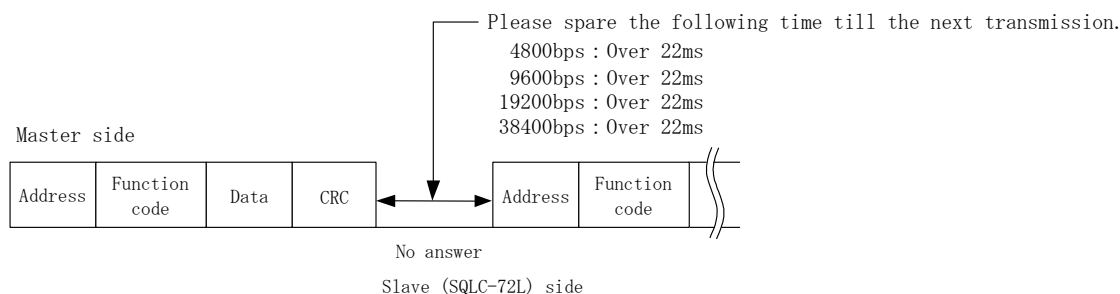 Please spare the following time till the next transmission.
4800bps：Over 22ms
9600bps：Over 22ms
19200bps：Over 22ms
38400bps：Over 22ms
Master side
Address Function code Data CRC Address Function code
No answer
Slave (SQLC-72L) side